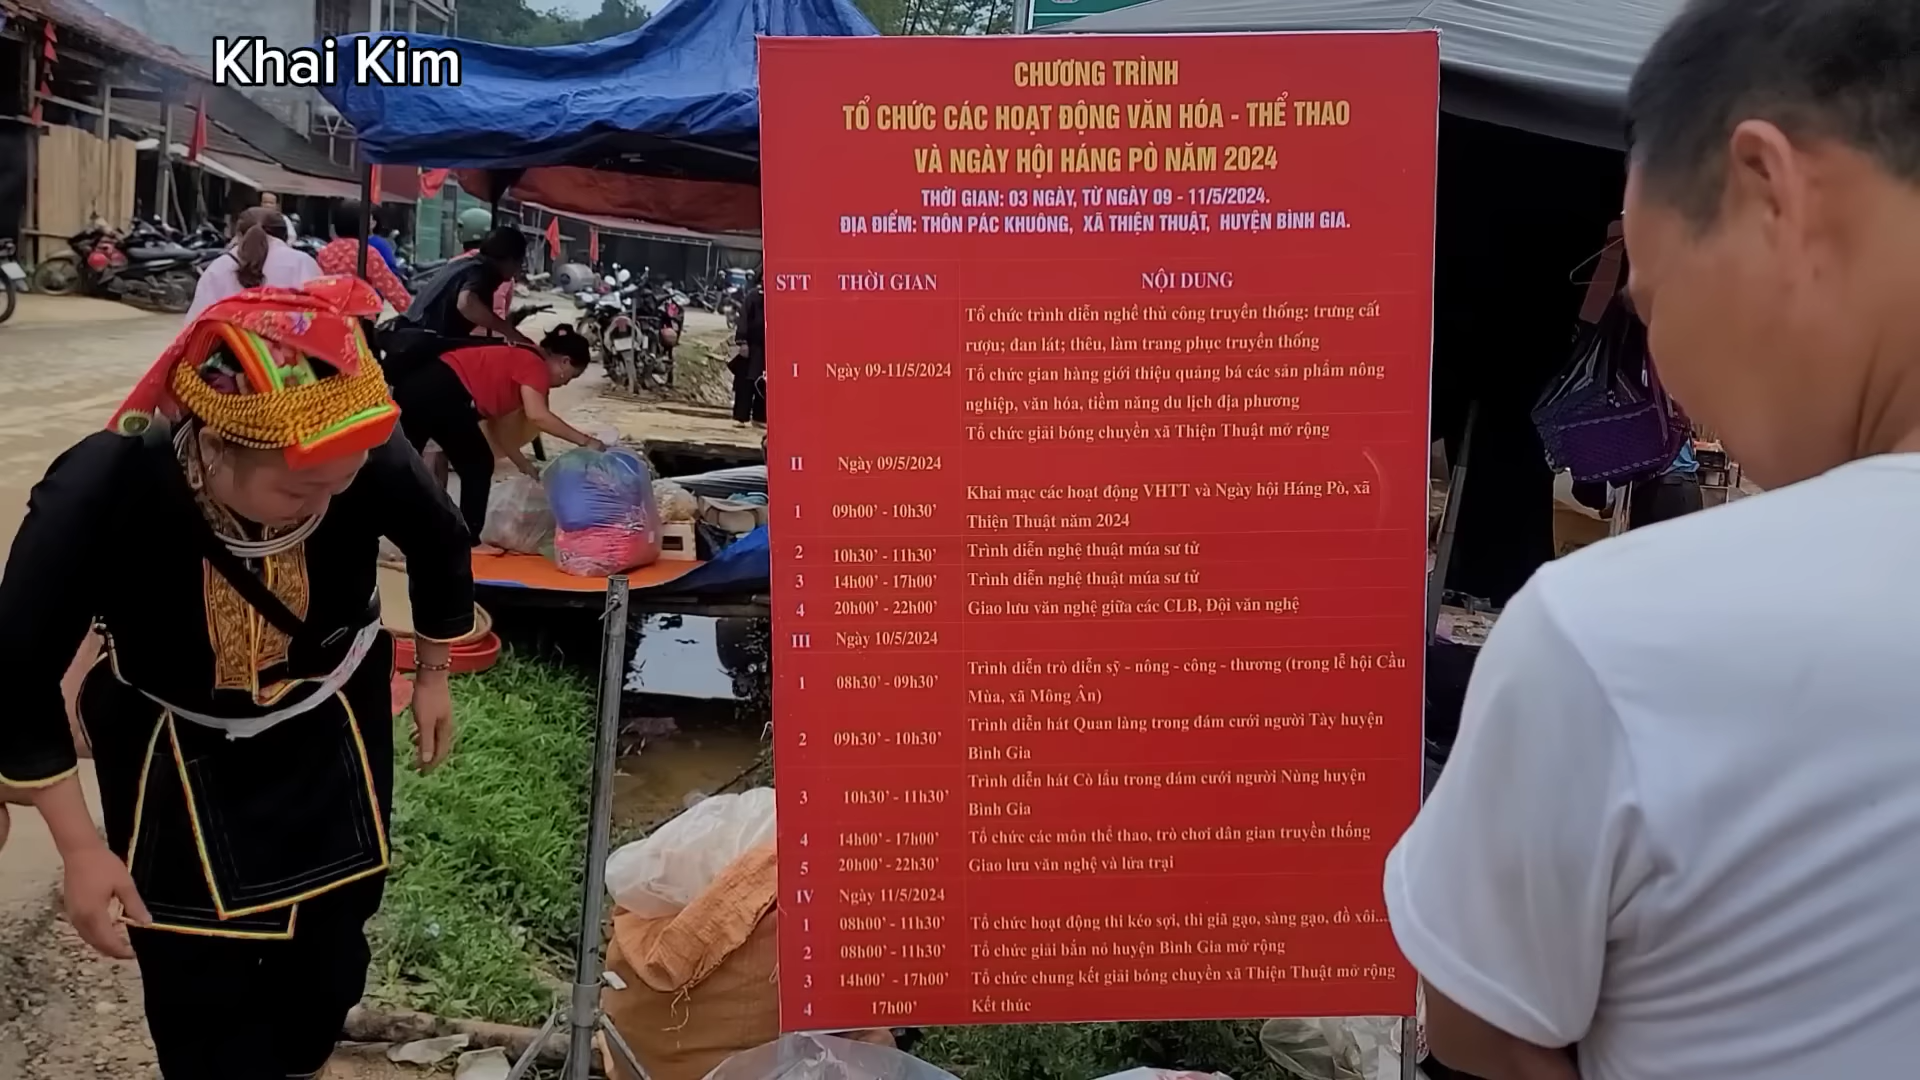 Khai Kim
CHƯƠNG TRÌNH
TỔ CHỨC CÁC HOẠT ĐỘNG VĂN HÓA - THỂ THAO
VÀ NGÀY HỘI HÁNG PÒ NĂM 2024
THỜI GIAN: 03 NGÀY, TỪ NGÀY 09 - 11/5/2024.
ĐỊA ĐIỂM: THÔN PÁC KHUÔNG, XÃ THIỆN THUẬT, HUYỆN BÌNH GIA.
STT THỜI GIAN NỘI DUNG
Tổ chức trình diễn nghề thủ công truyền thống: trưng cất
rượu; đan lát; thêu, làm trang phục truyền thống
I Ngày 09-11/5/2024 Tổ chức gian hàng giới thiệu quảng bá các sản phẩm nông
nghiệp, văn hóa, tiềm năng du lịch địa phương
Tổ chức giải bóng chuyền xã Thiện Thuật mở rộng
II Ngày 09/5/2024
1 09h00' - 10h30' Khai mạc các hoạt động VHTT và Ngày hội Háng Pò, xã
Thiện Thuật năm 2024
2 10h30' - 11h30' Trình diễn nghệ thuật múa sư tử
3 14h00' - 17h00' Trình diễn nghệ thuật múa sư tử
4 20h00' - 22h00' Giao lưu văn nghệ giữa các CLB, Đội văn nghệ
III Ngày 10/5/2024
1 08h30' - 09h30' Trình diễn trò diễn sỹ - nông - công - thương (trong lễ hội Cầu
Mùa, xã Mông Ân)
2 09h30' - 10h30' Trình diễn hát Quan làng trong đám cưới người Tày huyện
Bình Gia
3 10h30' - 11h30' Trình diễn hát Cò lẩu trong đám cưới người Nùng huyện
Bình Gia
4 14h00' - 17h00' Tổ chức các môn thể thao, trò chơi dân gian truyền thống
5 20h00' - 22h30' Giao lưu văn nghệ và lửa trại
IV Ngày 11/5/2024
1 08h00' - 11h30' Tổ chức hoạt động thi kéo sợi, thi giã gạo, sàng gạo, đồ xôi...
2 08h00' - 11h30' Tổ chức giải bắn nỏ huyện Bình Gia mở rộng
3 14h00' - 17h00' Tổ chức chung kết giải bóng chuyền xã Thiện Thuật mở rộng
4 17h00' Kết thúc